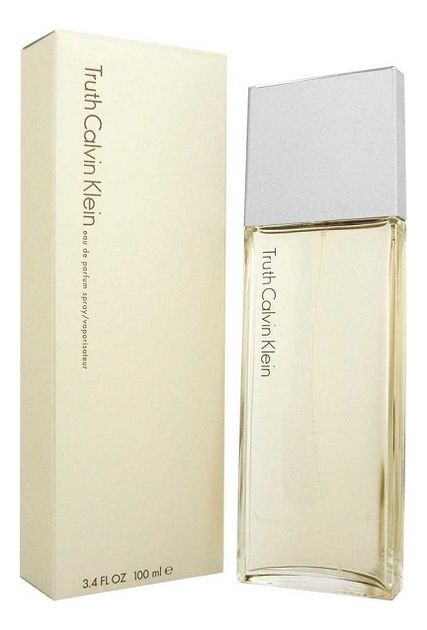 Truth Calvin Klein
eau de parfum spray/vaporisateur
3.4 FL OZ 100 ml ℮
Truth Calvin Klein